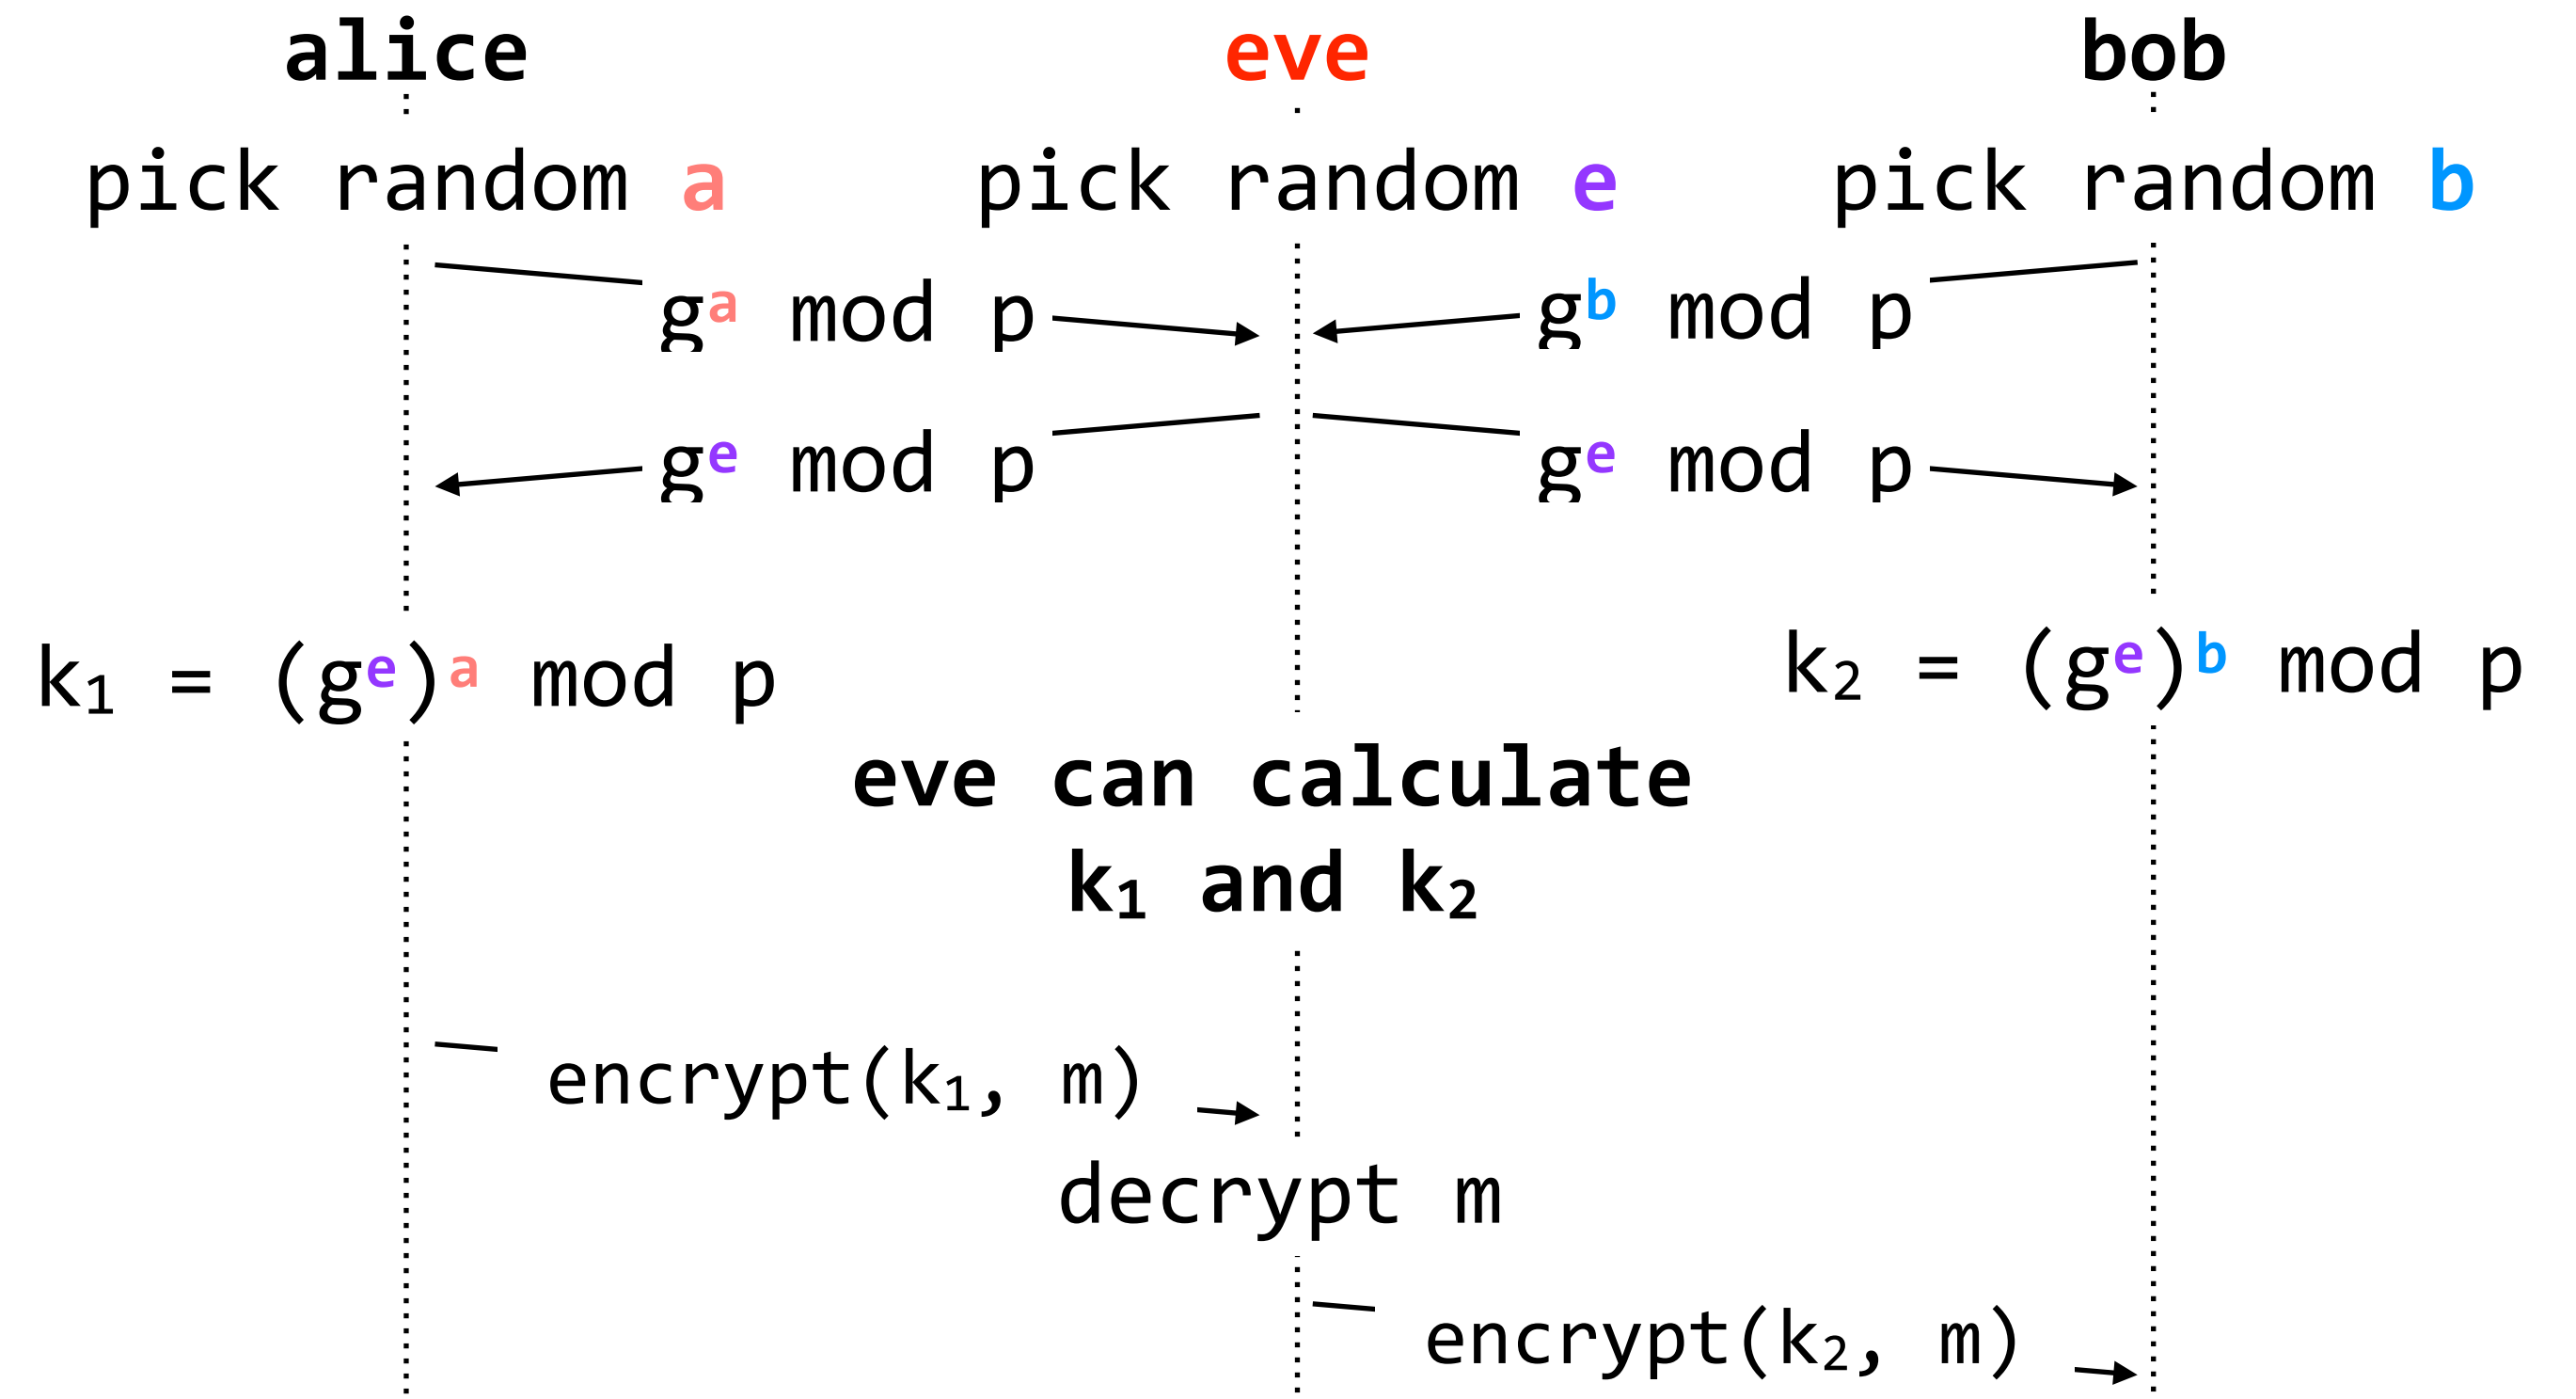 alice eve bob
pick random a pick random e pick random b
gᵃ mod p gᵇ mod p
gᵉ mod p gᵉ mod p
k₁ = (gᵉ)ᵃ mod p k₂ = (gᵉ)ᵇ mod p
eve can calculate
k₁ and k₂
encrypt(k₁, m)
decrypt m
encrypt(k₂, m)